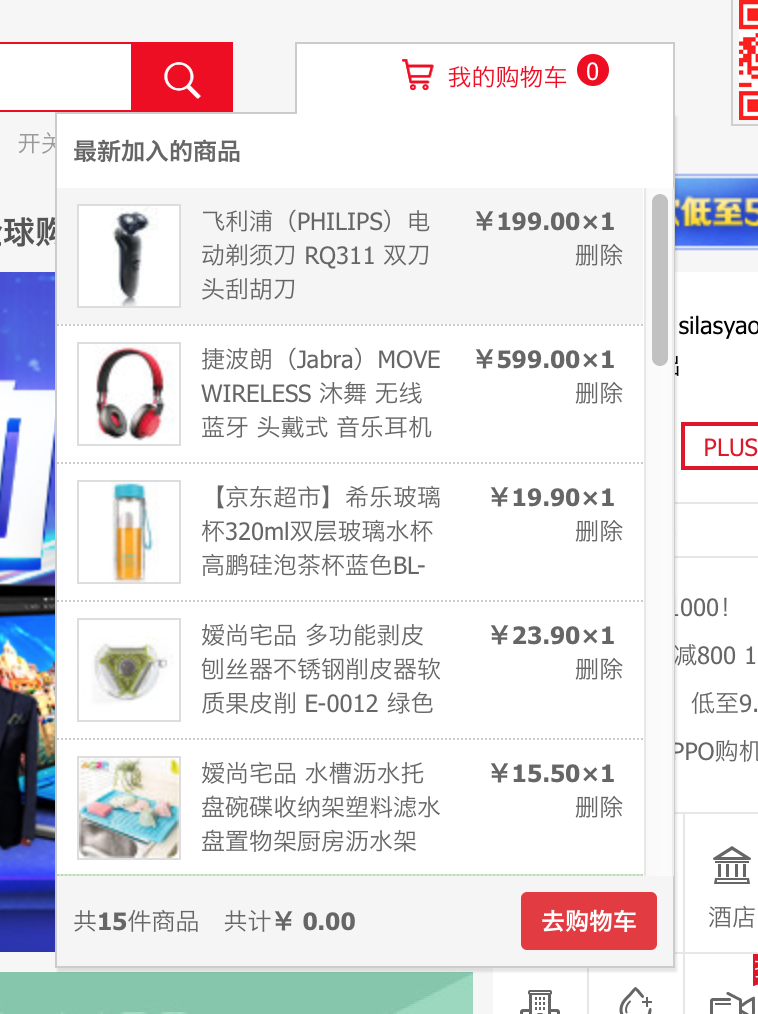 我的购物车 0
开关
最新加入的商品
飞利浦（PHILIPS）电
动剃须刀 RQ311 双刀
头刮胡刀
￥199.00×1
删除
捷波朗（Jabra）MOVE
WIRELESS 沐舞 无线
蓝牙 头戴式 音乐耳机
￥599.00×1
删除
【京东超市】希乐玻璃
杯320ml双层玻璃水杯
高鹏硅泡茶杯蓝色BL-
￥19.90×1
删除
嫒尚宅品 多功能剥皮
刨丝器不锈钢削皮器软
质果皮削 E-0012 绿色
￥23.90×1
删除
嫒尚宅品 水槽沥水托
盘碗碟收纳架塑料滤水
盘置物架厨房沥水架
￥15.50×1
删除
共15件商品 共计￥ 0.00
去购物车
球购
低至5
silasyao
PLUS
1000！
减800 1
低至9.
PPO购机
酒店